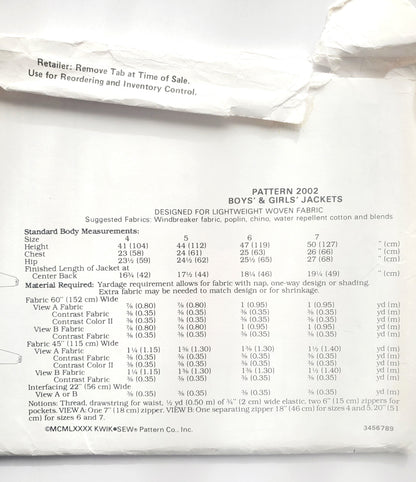 Retailer: Remove Tab at Time of Sale.
Use for Reordering and Inventory Control.
PATTERN 2002
BOYS' & GIRLS' JACKETS
DESIGNED FOR LIGHTWEIGHT WOVEN FABRIC
Suggested Fabrics: Windbreaker fabric, poplin, chino, water repellent cotton and blends
Standard Body Measurements:
Size 4 5 6 7
Height 41 (104) 44 (112) 47 (119) 50 (127) " (cm)
Chest 23 (58) 24 (61) 25 (63) 26 (66) " (cm)
Hip 23½ (59) 24½ (62) 25½ (65) 27 (68) " (cm)
Finished Length of Jacket at
Center Back 16¾ (42) 17½ (44) 18¼ (46) 19¼ (49) " (cm)
Material Required: Yardage requirement allows for fabric with nap, one-way design or shading.
Extra fabric may be needed to match design or for shrinkage.
Fabric 60" (152 cm) Wide
View A Fabric ⅞ (0.80) ⅞ (0.80) 1 (0.95) 1 (0.95) yd (m)
Contrast Fabric ⅜ (0.35) ⅜ (0.35) ⅜ (0.35) ⅜ (0.35) yd (m)
Contrast Color II ⅜ (0.35) ⅜ (0.35) ⅜ (0.35) ⅜ (0.35) yd (m)
View B Fabric ⅞ (0.80) ⅞ (0.80) 1 (0.95) 1 (0.95) yd (m)
Contrast Fabric ⅜ (0.35) ⅜ (0.35) ⅜ (0.35) ⅜ (0.35) yd (m)
Fabric 45" (115 cm) Wide
View A Fabric 1¼ (1.15) 1⅜ (1.30) 1⅜ (1.30) 1½ (1.40) yd (m)
Contrast Fabric ⅜ (0.35) ⅜ (0.35) ⅜ (0.35) ⅜ (0.35) yd (m)
Contrast Color II ⅜ (0.35) ⅜ (0.35) ⅜ (0.35) ⅜ (0.35) yd (m)
View B Fabric 1¼ (1.15) 1⅜ (1.30) 1⅜ (1.30) 1½ (1.40) yd (m)
Contrast Fabric ⅜ (0.35) ⅜ (0.35) ⅜ (0.35) ⅜ (0.35) yd (m)
Interfacing 22" (56 cm) Wide
View A or B ⅜ (0.35) ⅜ (0.35) ⅜ (0.35) ⅜ (0.35) yd (m)
Notions: Thread, drawstring for waist, ½ yd (0.50 m) of ¾" (2 cm) wide elastic, two 6" (15 cm) zippers for
pockets. VIEW A: One 7" (18 cm) zipper. VIEW B: One separating zipper 18" (46 cm) for sizes 4 and 5, 20" (51
cm) for sizes 6 and 7.
©MCMLXXXX KWIK•SEW® Pattern Co., Inc. 3456789